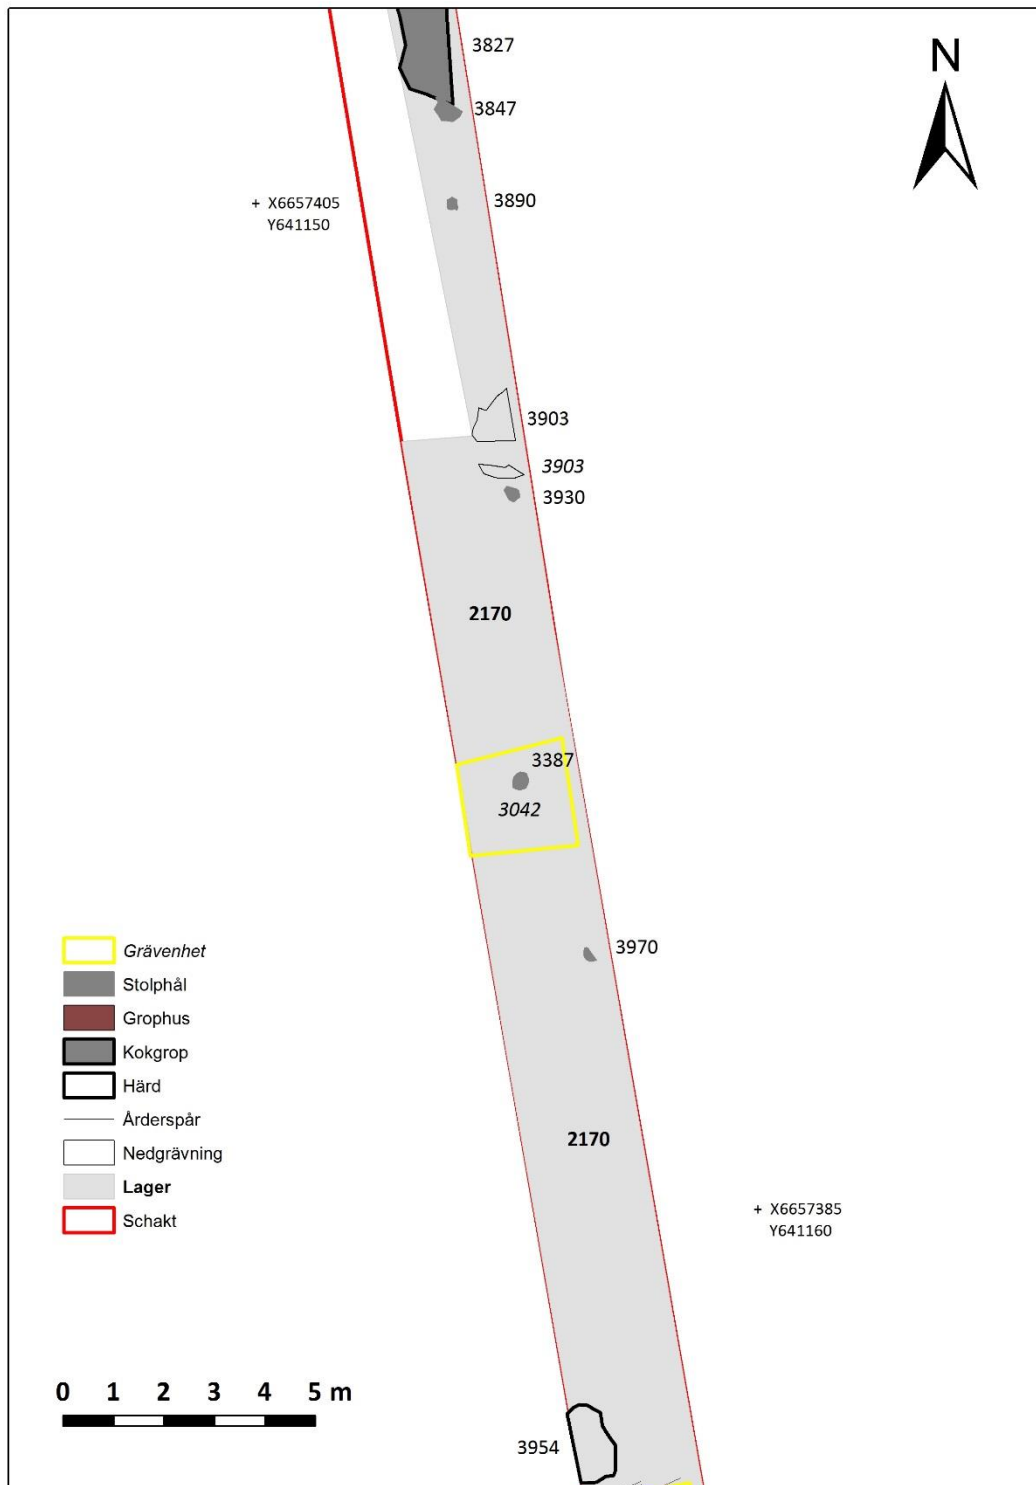 3827
N
3847
3890
+ X6657405
Y641150
3903
3903
3930
2170
3387
3042
Grävenhet
3970
Stolphål
Grophus
Kokgrop
Härd
Årderspår
2170
Nedgrävning
Lager
+ X6657385
Y641160
Schakt
0 1 2 3 4 5 m
3954